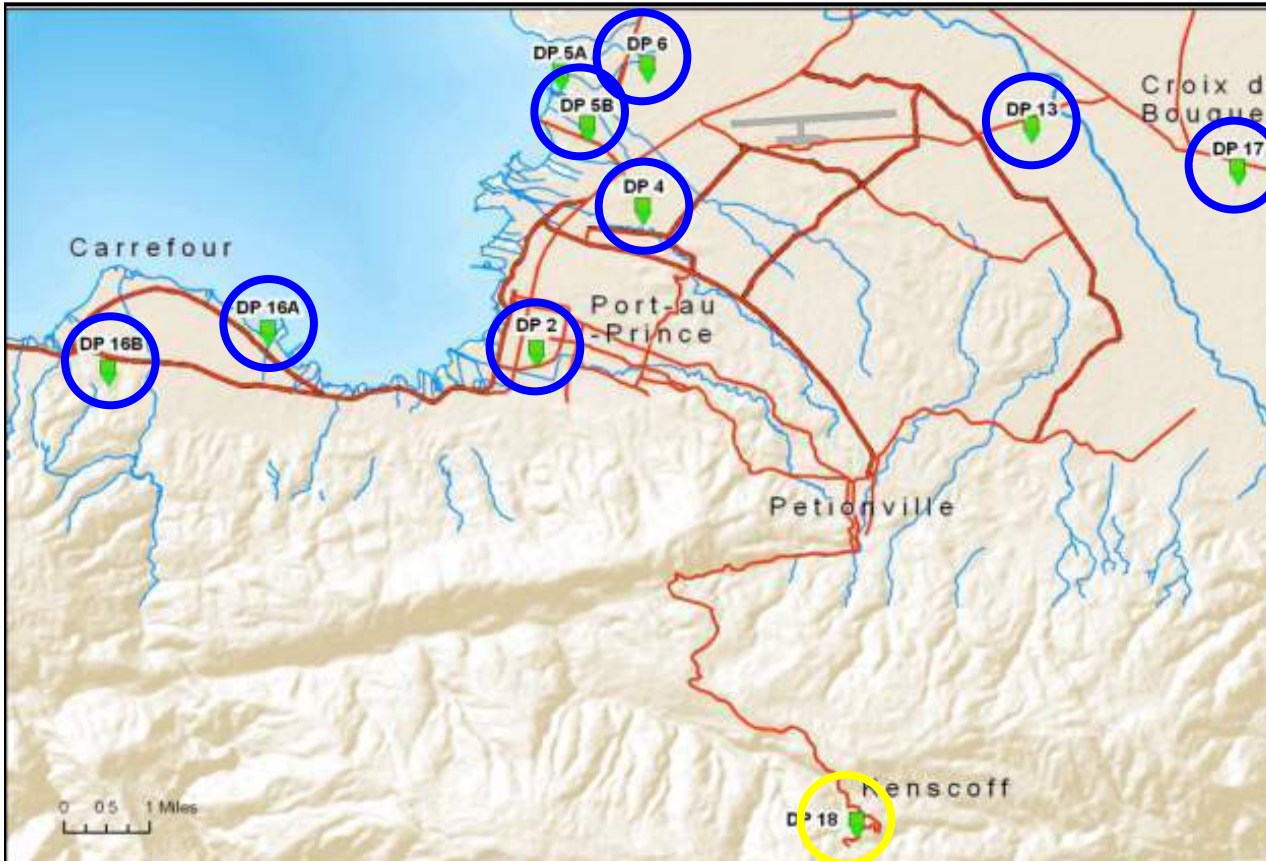 DP 6
DP 5A
DP 5B
Croix d
Bouque
DP 13
DP 17
DP 4
Carrefour
DP 16A
Port-au
-Prince
DP 2
DP 16B
Petionville
Kenscoff
DP 18
0 0 5 1 Miles